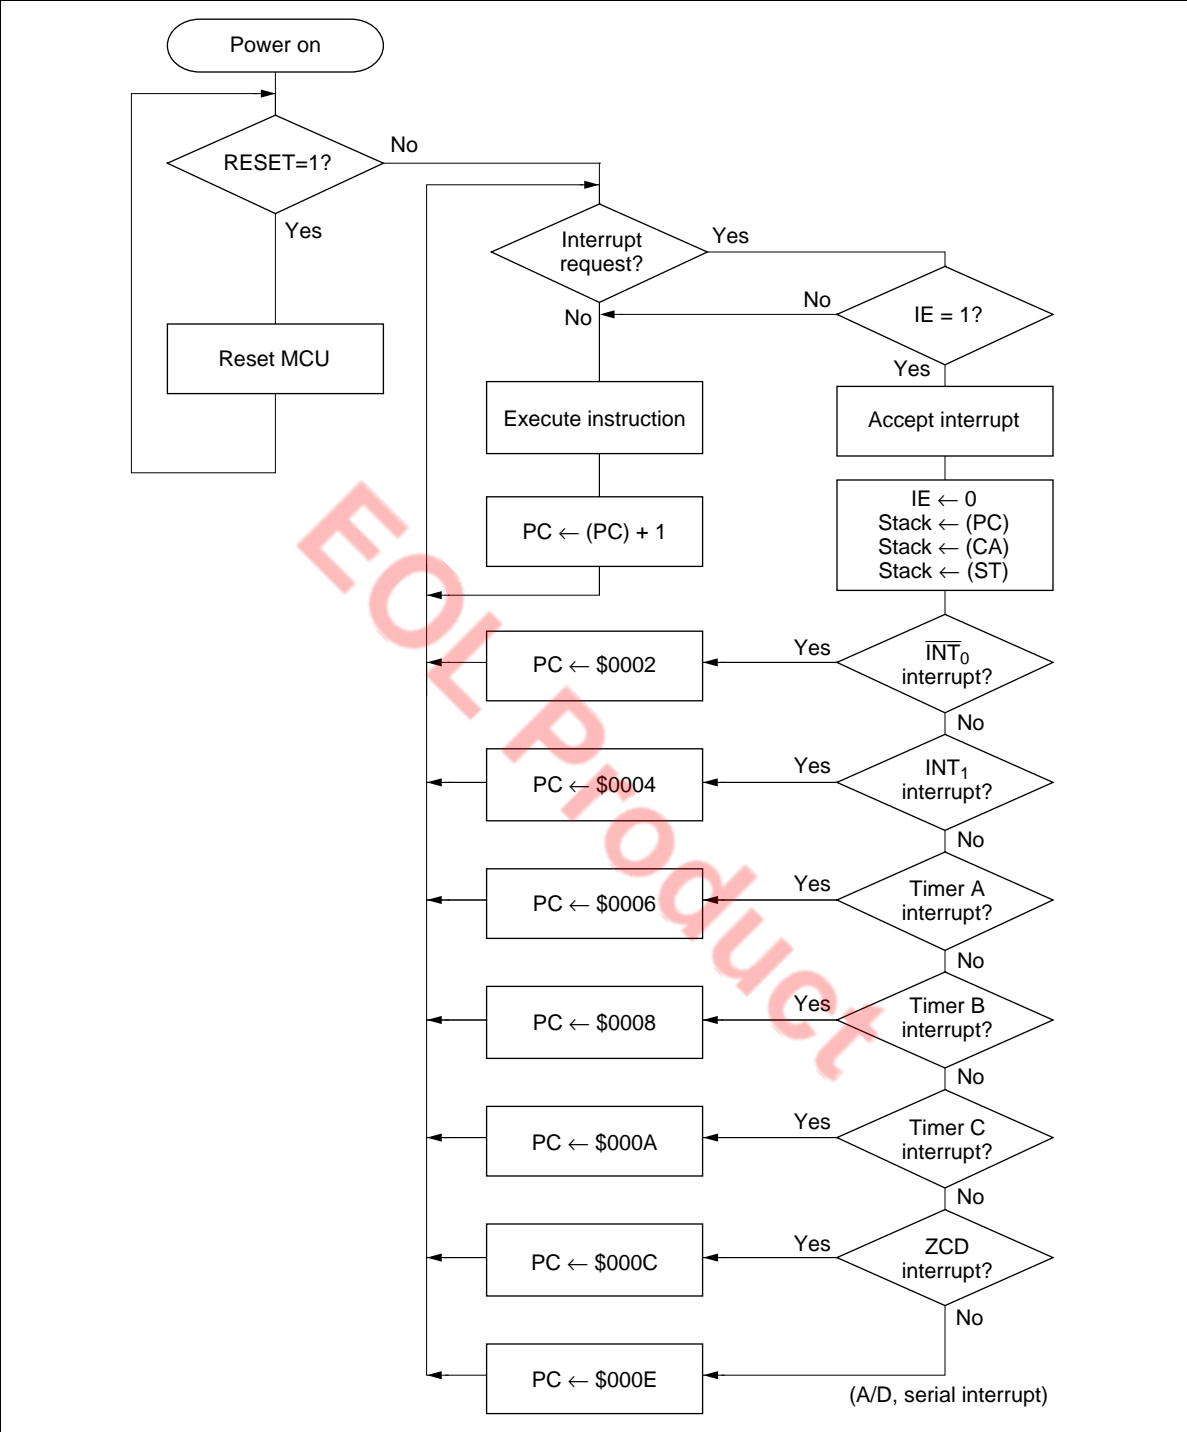 Power on
RESET=1?
No
Yes
Reset MCU
Interrupt
request?
Yes
No
IE = 1?
No
Yes
Execute instruction
Accept interrupt
PC ← (PC) + 1
IE ← 0
Stack ← (PC)
Stack ← (CA)
Stack ← (ST)
PC ← $0002
Yes
I̅N̅T̅₀
interrupt?
No
PC ← $0004
Yes
INT₁
interrupt?
No
PC ← $0006
Yes
Timer A
interrupt?
No
PC ← $0008
Yes
Timer B
interrupt?
No
PC ← $000A
Yes
Timer C
interrupt?
No
PC ← $000C
Yes
ZCD
interrupt?
No
PC ← $000E
(A/D, serial interrupt)
EOL Product